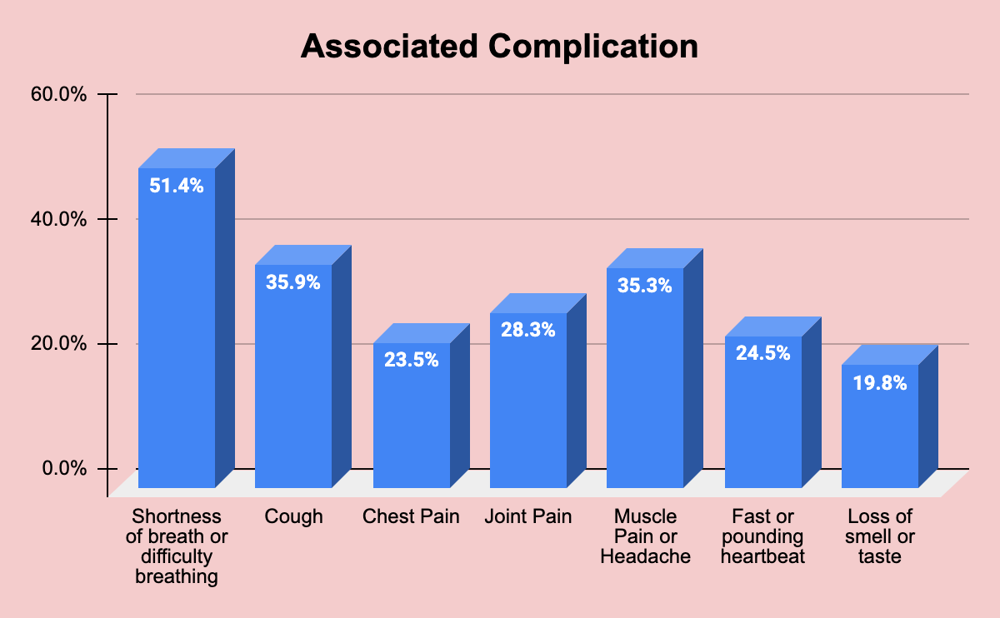 Associated Complication
60.0%
40.0%
20.0%
0.0%
51.4%
35.9%
23.5%
28.3%
35.3%
24.5%
19.8%
Shortness
of breath or
difficulty
breathing
Cough
Chest Pain
Joint Pain
Muscle
Pain or
Headache
Fast or
pounding
heartbeat
Loss of
smell or
taste